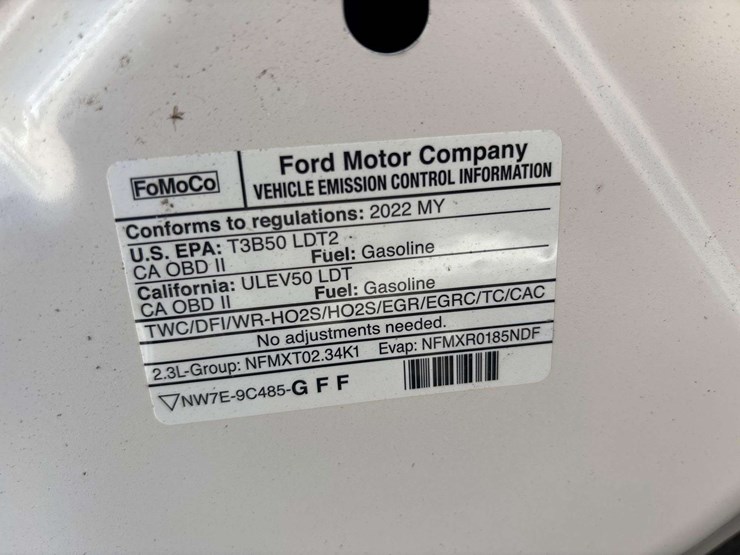 FoMoCo
Ford Motor Company
VEHICLE EMISSION CONTROL INFORMATION
Conforms to regulations: 2022 MY
U.S. EPA: T3B50 LDT2
CA OBD II Fuel: Gasoline
California: ULEV50 LDT
CA OBD II Fuel: Gasoline
TWC/DFI/WR-HO2S/HO2S/EGR/EGRC/TC/CAC
No adjustments needed.
2.3L-Group: NFMXT02.34K1 Evap: NFMXR0185NDF
▽NW7E-9C485-G F F